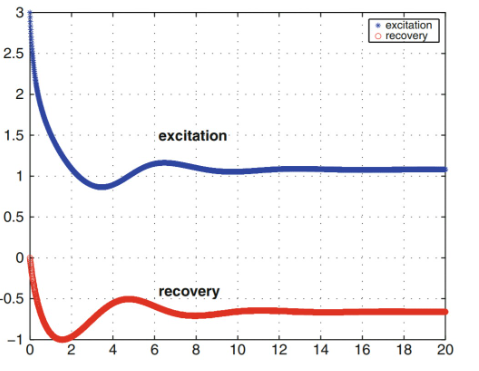 3
2.5
2
1.5
1
0.5
0
-0.5
−1
excitation
recovery
excitation
recovery
0 2 4 6 8 10 12 14 16 18 20